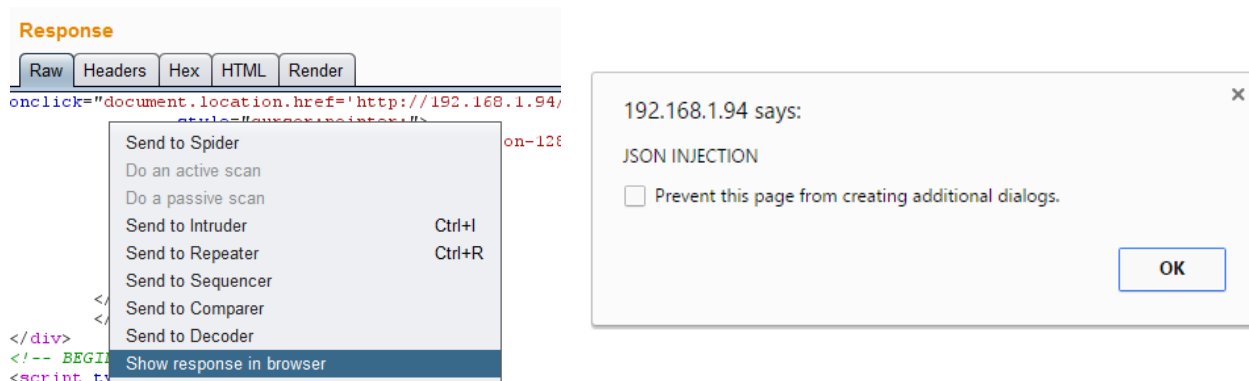 Response
Raw Headers Hex HTML Render
onclick="document.location.href='http://192.168.1.94/
style="cursor:pointer;">
on-128
Send to Spider
Do an active scan
Do a passive scan
Send to Intruder Ctrl+I
Send to Repeater Ctrl+R
Send to Sequencer
</
Send to Comparer
</
Send to Decoder
</div>
<!-- BEGI
Show response in browser
<script ty
192.168.1.94 says:
JSON INJECTION
Prevent this page from creating additional dialogs.
OK